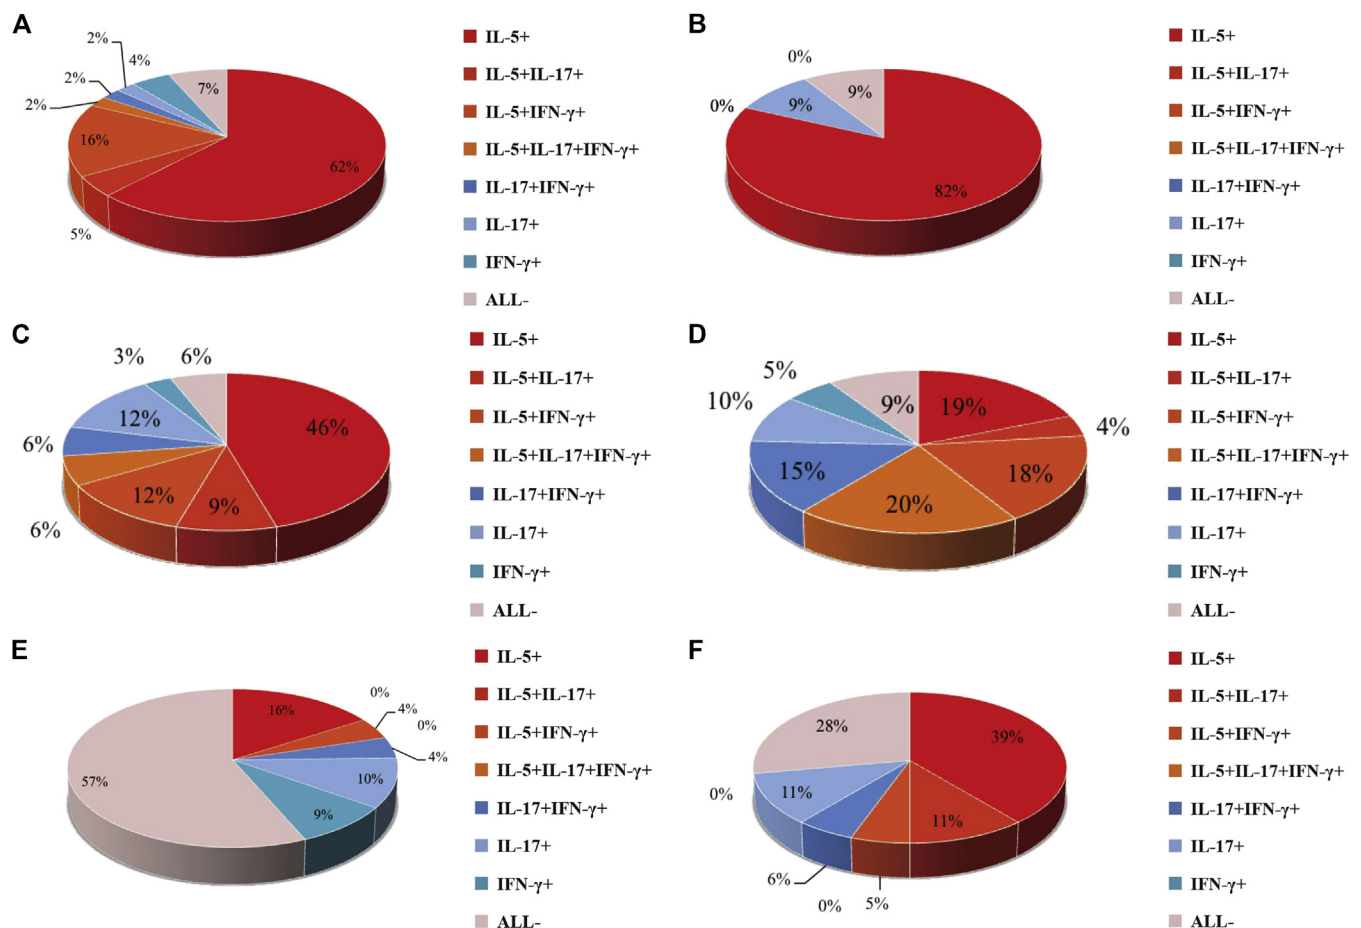 A
2%
4%
2%
2%
7%
16%
62%
5%
IL-5+
IL-5+IL-17+
IL-5+IFN-γ+
IL-5+IL-17+IFN-γ+
IL-17+IFN-γ+
IL-17+
IFN-γ+
ALL-
B
0%
0%
9%
9%
82%
IL-5+
IL-5+IL-17+
IL-5+IFN-γ+
IL-5+IL-17+IFN-γ+
IL-17+IFN-γ+
IL-17+
IFN-γ+
ALL-
C
3%
6%
12%
46%
6%
12%
9%
6%
IL-5+
IL-5+IL-17+
IL-5+IFN-γ+
IL-5+IL-17+IFN-γ+
IL-17+IFN-γ+
IL-17+
IFN-γ+
ALL-
D
5%
10%
9%
19%
4%
15%
18%
20%
IL-5+
IL-5+IL-17+
IL-5+IFN-γ+
IL-5+IL-17+IFN-γ+
IL-17+IFN-γ+
IL-17+
IFN-γ+
ALL-
E
16%
0%
4%
0%
4%
57%
10%
9%
IL-5+
IL-5+IL-17+
IL-5+IFN-γ+
IL-5+IL-17+IFN-γ+
IL-17+IFN-γ+
IL-17+
IFN-γ+
ALL-
F
28%
39%
0%
11%
11%
6%
0%
5%
IL-5+
IL-5+IL-17+
IL-5+IFN-γ+
IL-5+IL-17+IFN-γ+
IL-17+IFN-γ+
IL-17+
IFN-γ+
ALL-